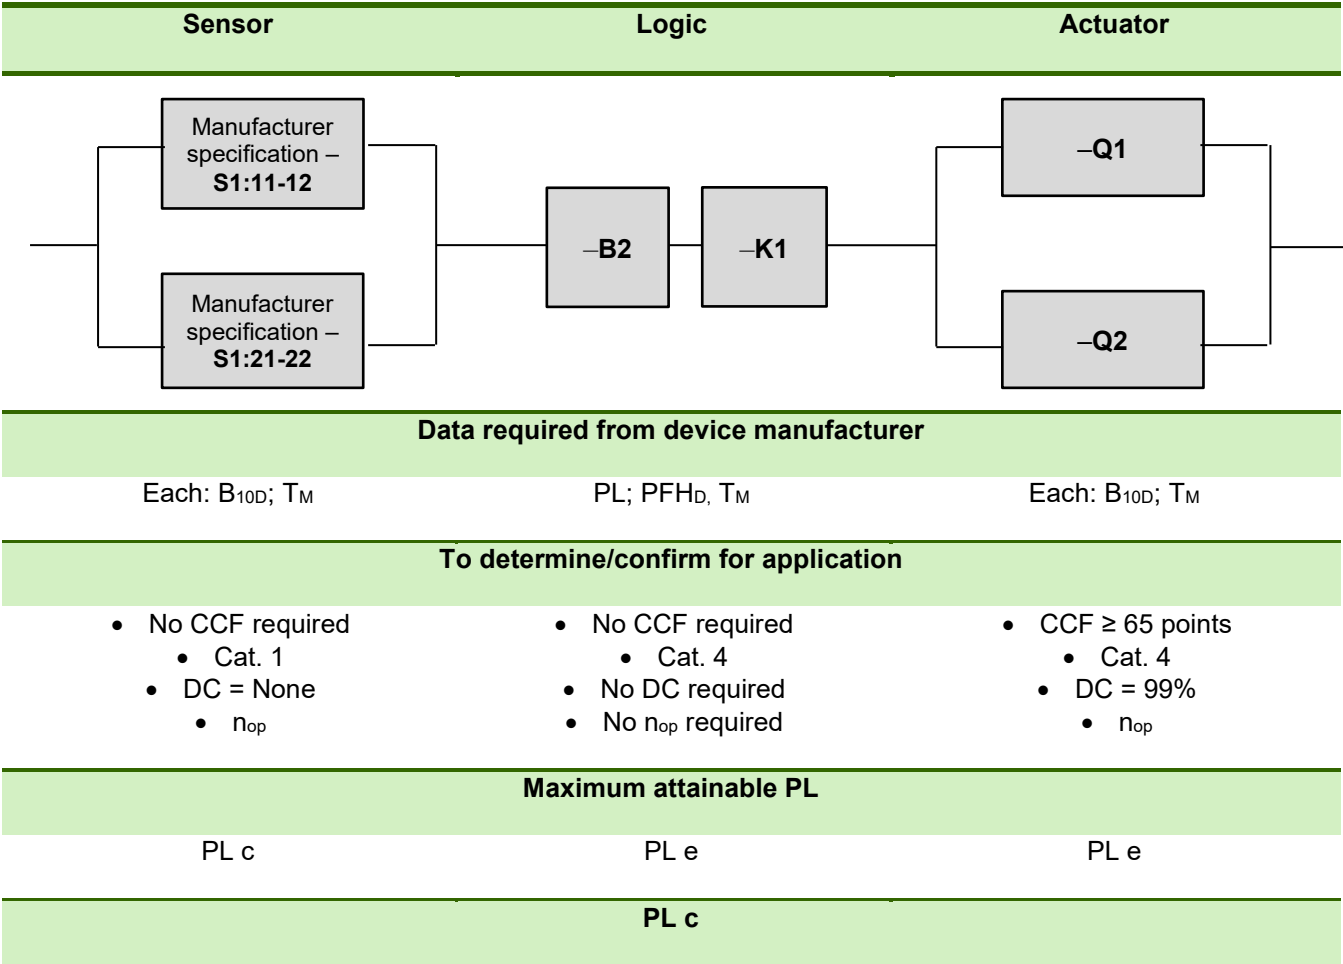 Sensor Logic Actuator
Manufacturer
specification –
S1:11-12
Manufacturer
specification –
S1:21-22
–B2
–K1
–Q1
–Q2
Data required from device manufacturer
Each: B10D; TM PL; PFHD, TM Each: B10D; TM
To determine/confirm for application
• No CCF required
• Cat. 1
• DC = None
• nop
• No CCF required
• Cat. 4
• No DC required
• No nop required
• CCF ≥ 65 points
• Cat. 4
• DC = 99%
• nop
Maximum attainable PL
PL c PL e PL e
PL c